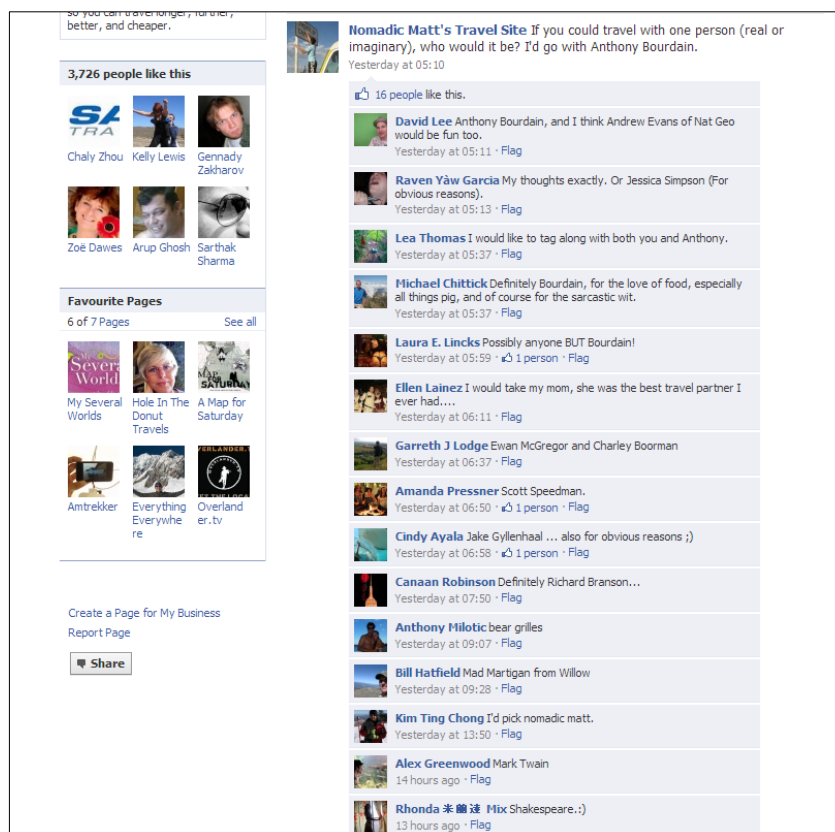 so you can travel longer, further,
better, and cheaper.
3,726 people like this
SA
TRA
Chaly Zhou Kelly Lewis Gennady
Zakharov
Zoë Dawes Arup Ghosh Sarthak
Sharma
Favourite Pages
6 of 7 Pages See all
My
Several
World
MAP
FOR
SATURDAY
My Several
Worlds
Hole In The
Donut
Travels
A Map for
Saturday
VERLANDER.T
EZ THE LOCA
Amtrekker
Everything
Everywhe
re
Overland
er.tv
Create a Page for My Business
Report Page
Share
Nomadic Matt's Travel Site If you could travel with one person (real or
imaginary), who would it be? I'd go with Anthony Bourdain.
Yesterday at 05:10
16 people like this.
David Lee Anthony Bourdain, and I think Andrew Evans of Nat Geo
would be fun too.
Yesterday at 05:11 · Flag
Raven Yàw Garcia My thoughts exactly. Or Jessica Simpson (For
obvious reasons).
Yesterday at 05:13 · Flag
Lea Thomas I would like to tag along with both you and Anthony.
Yesterday at 05:37 · Flag
Michael Chittick Definitely Bourdain, for the love of food, especially
all things pig, and of course for the sarcastic wit.
Yesterday at 05:37 · Flag
Laura E. Lincks Possibly anyone BUT Bourdain!
Yesterday at 05:59 · 1 person · Flag
Ellen Lainez I would take my mom, she was the best travel partner I
ever had....
Yesterday at 06:11 · Flag
Garreth J Lodge Ewan McGregor and Charley Boorman
Yesterday at 06:37 · Flag
Amanda Pressner Scott Speedman.
Yesterday at 06:50 · 1 person · Flag
Cindy Ayala Jake Gyllenhaal ... also for obvious reasons ;)
Yesterday at 06:58 · 1 person · Flag
Canaan Robinson Definitely Richard Branson...
Yesterday at 07:50 · Flag
Anthony Milotic bear grilles
Yesterday at 09:07 · Flag
Bill Hatfield Mad Martigan from Willow
Yesterday at 09:28 · Flag
Kim Ting Chong I'd pick nomadic matt.
Yesterday at 13:50 · Flag
Alex Greenwood Mark Twain
14 hours ago · Flag
Rhonda 米 Mix Shakespeare.:)
13 hours ago · Flag